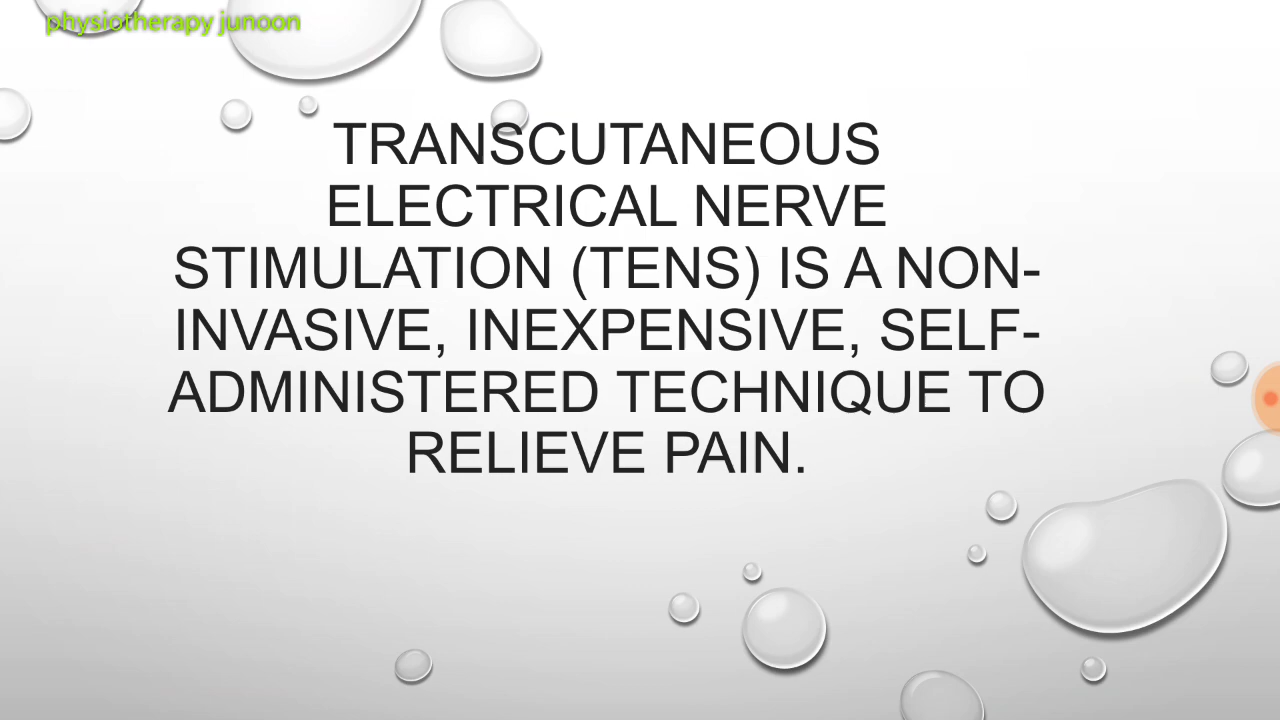 physiotherapy junoon
TRANSCUTANEOUS
ELECTRICAL NERVE
STIMULATION (TENS) IS A NON-
INVASIVE, INEXPENSIVE, SELF-
ADMINISTERED TECHNIQUE TO
RELIEVE PAIN.